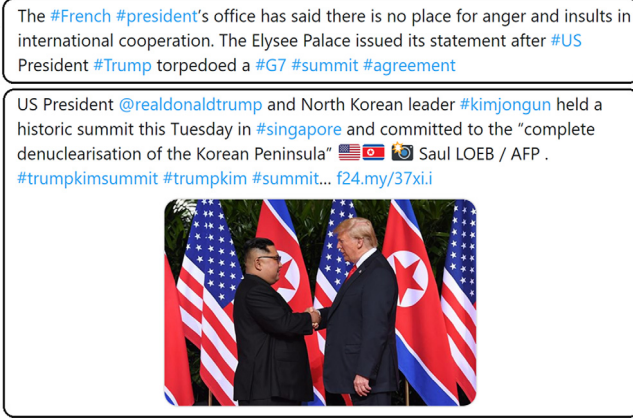 The #French #president's office has said there is no place for anger and insults in
international cooperation. The Elysee Palace issued its statement after #US
President #Trump torpedoed a #G7 #summit #agreement
US President @realdonaldtrump and North Korean leader #kimjongun held a
historic summit this Tuesday in #singapore and committed to the “complete
denuclearisation of the Korean Peninsula” 🇺🇸🇰🇵 📸 Saul LOEB / AFP .
#trumpkimsummit #trumpkim #summit... f24.my/37xi.i